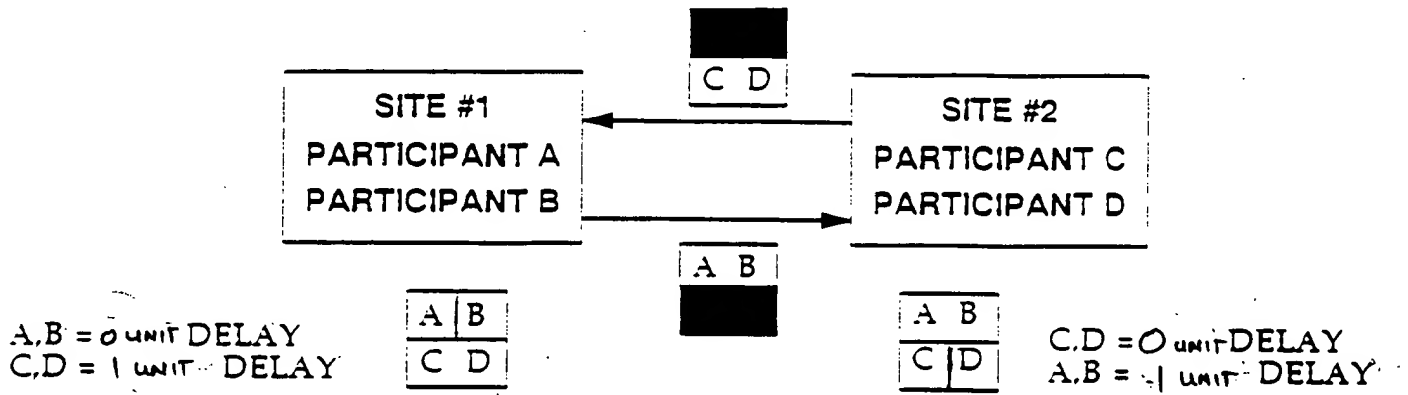 C D
SITE #1
PARTICIPANT A
PARTICIPANT B
SITE #2
PARTICIPANT C
PARTICIPANT D
A B
A B
C D
A B
C D
A,B = 0 UNIT DELAY
C,D = 1 UNIT DELAY
C,D = 0 UNIT DELAY
A,B = 1 UNIT DELAY